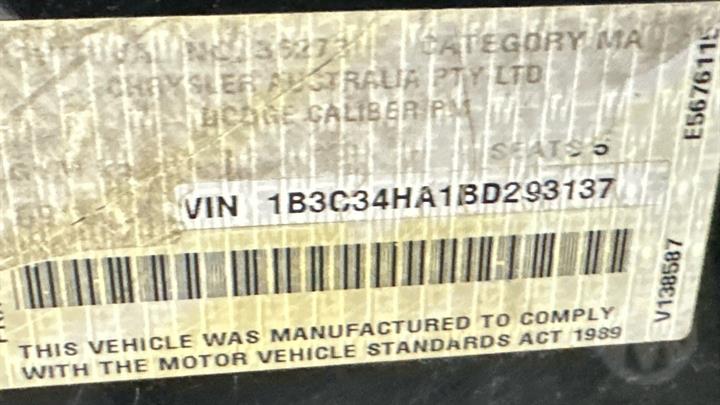 CATEGORY MA
CHRYSLER AUSTRALIA PTY LTD
DODGE CALIBER PM
SEATS 5
VIN 1B3C34HA1BD293137
THIS VEHICLE WAS MANUFACTURED TO COMPLY
WITH THE MOTOR VEHICLE STANDARDS ACT 1989
E5676115
V138587